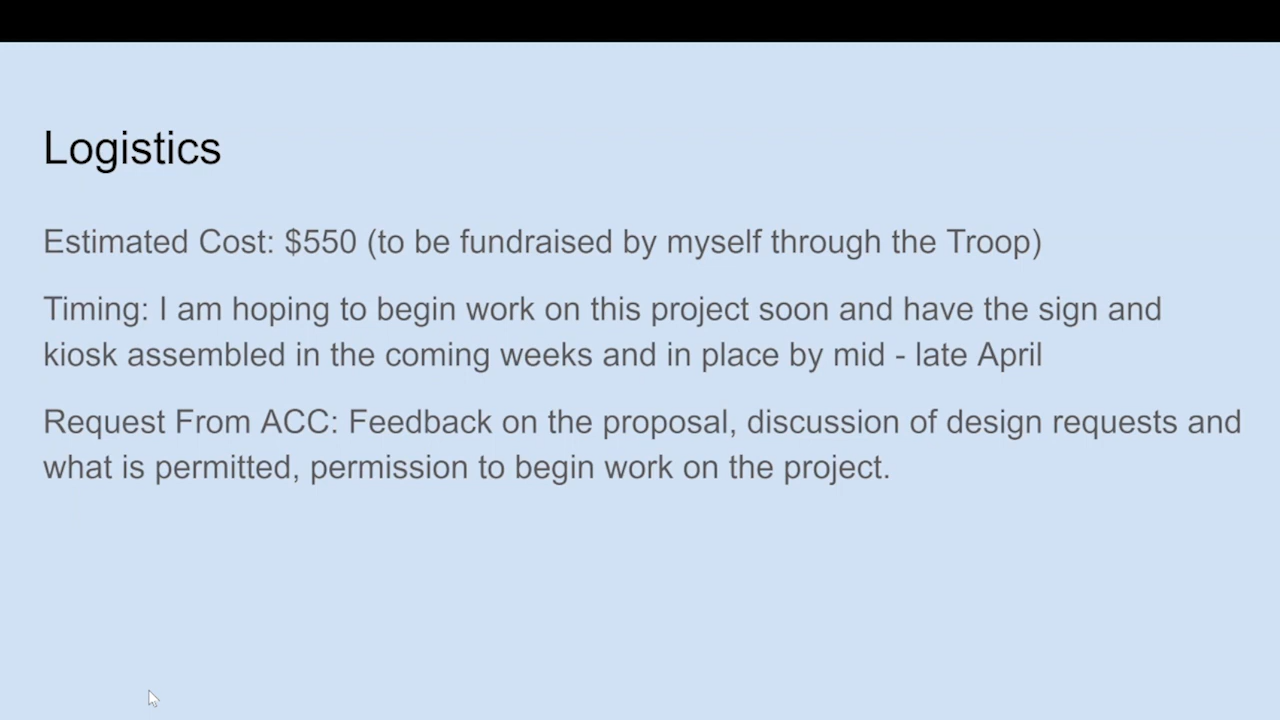 Logistics
Estimated Cost: $550 (to be fundraised by myself through the Troop)
Timing: I am hoping to begin work on this project soon and have the sign and
kiosk assembled in the coming weeks and in place by mid - late April
Request From ACC: Feedback on the proposal, discussion of design requests and
what is permitted, permission to begin work on the project.